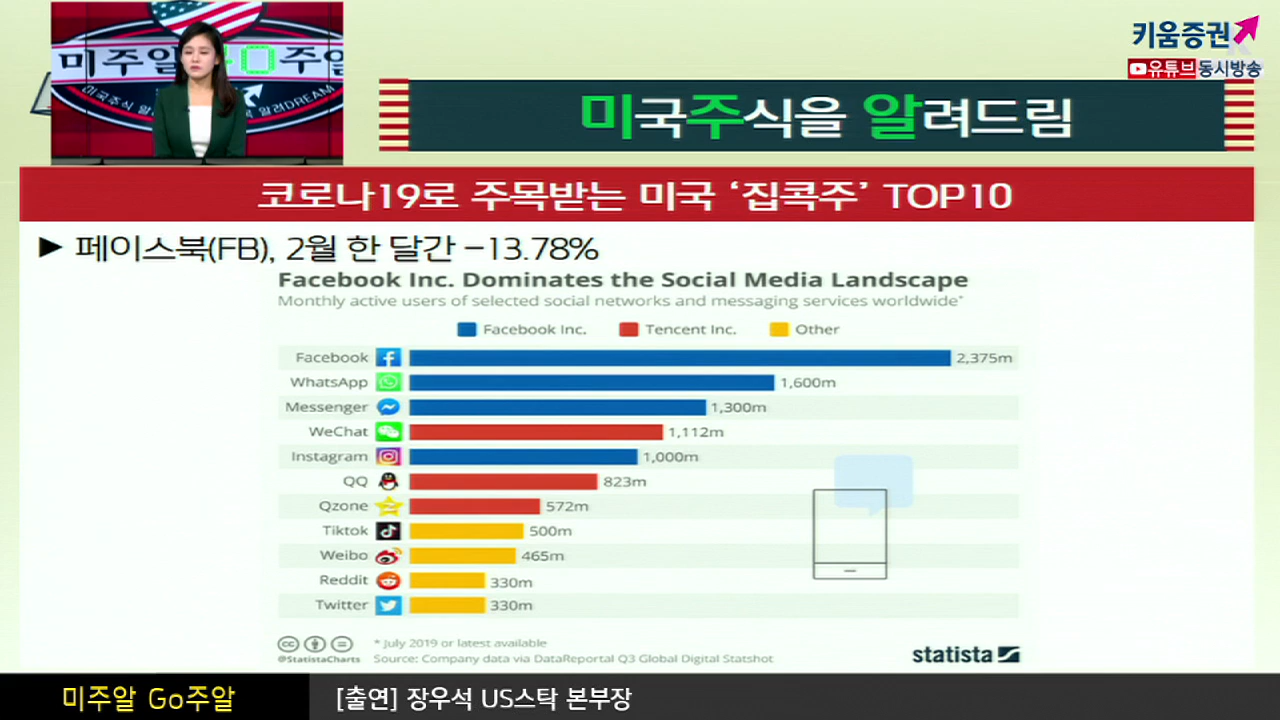 키움증권
유튜브동시방송
미주알 GO주알
미국주식을 알려드림
코로나19로 주목받는 미국 ‘집콕주’ TOP10
▶ 페이스북(FB), 2월 한 달간 −13.78%
Facebook Inc. Dominates the Social Media Landscape
Monthly active users of selected social networks and messaging services worldwide*
Facebook Inc. Tencent Inc. Other
Facebook 2,375m
WhatsApp 1,600m
Messenger 1,300m
WeChat 1,112m
Instagram 1,000m
QQ 823m
Qzone 572m
Tiktok 500m
Weibo 465m
Reddit 330m
Twitter 330m
* July 2019 or latest available
@StatistaCharts Source: Company data via DataReportal Q3 Global Digital Statshot
statista
미주알 Go주알
[출연] 장우석 US스탁 본부장